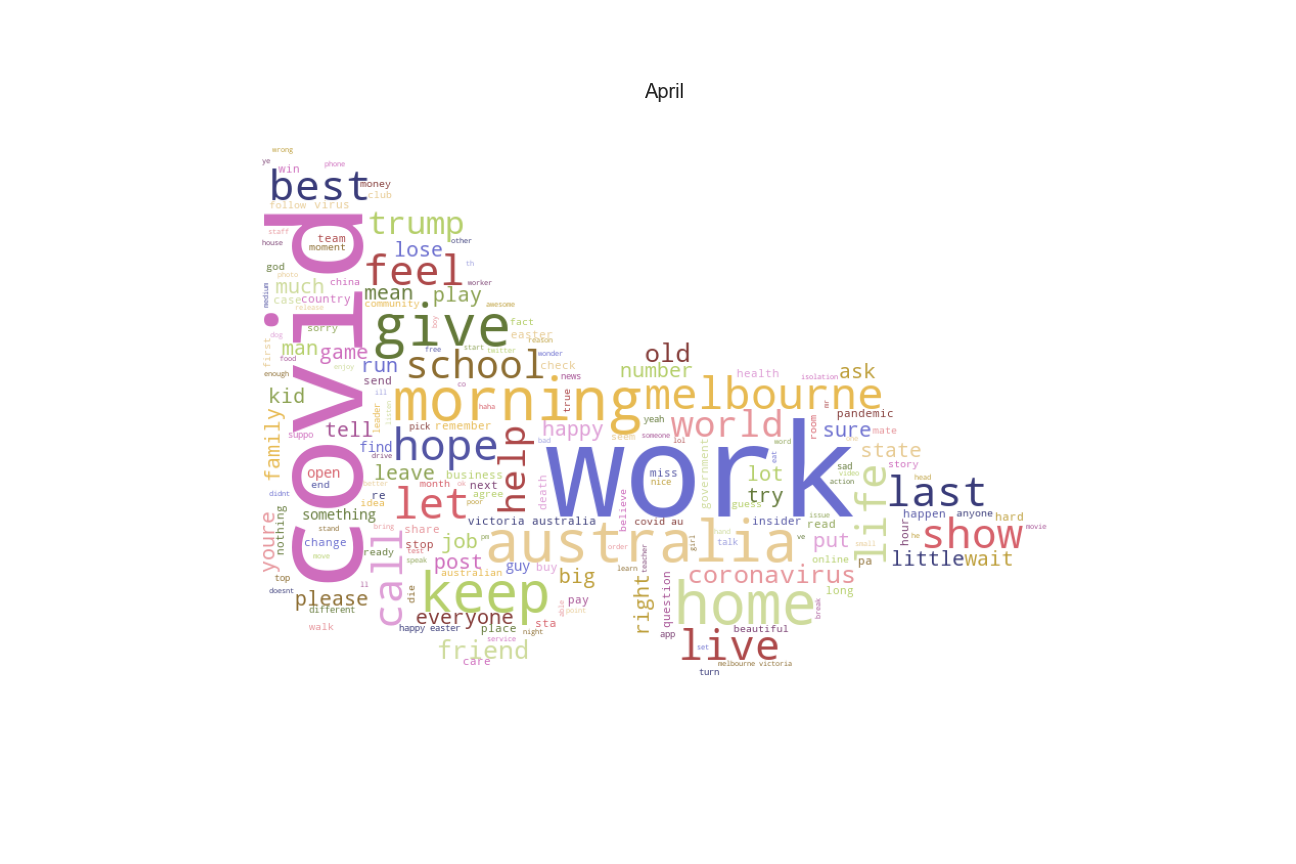 April
wrong
ye
win
phone
best
money
club
follow virus
covid
trump
staff
team
house
moment
lose
other
god
feel
th
photo
much
china
worker
medium
mean
play
case
country
community
awesome
release
give
boy
fact
sorry
dog
easter
reason
first
man
game
free
start
twitter
wonder
food
run
school
check
enjoy
enough
send
co
news
old
number
health
isolation
ask
kid
ill
morning
true
melbourne
leader
listen
haha
nr
pandemic
family
suppo
tell
pick
remember
happy
yeah
world
room
sure
mate
seem
someone
lol
find
hope
bad
word
one
state
drive
help
work
government
eat
open
leave
business
miss
lot
sad
story
end
better
month
ok
next
death
nice
video
head
didnt
re
agree
try
action
life
last
idea
let
poor
believe
guess
nothing
something
victoria australia
covid au
insider
issue
happen
anyone
hard
youre
stand
bring
share
read
hour
show
movie
change
call
stop
job
pm
australia
hand
ve
put
he
move
ready
test
order
girl
talk
small
speak
post
guy
buy
teacher
online
pa
little
wait
top
ll
australian
learn
big
coronavirus
doesnt
die
keep
right
question
home
long
please
able
pay
break
different
everyone
point
walk
happy easter
place
sta
night
app
beautiful
service
friend
live
set
care
melbourne victoria
turn